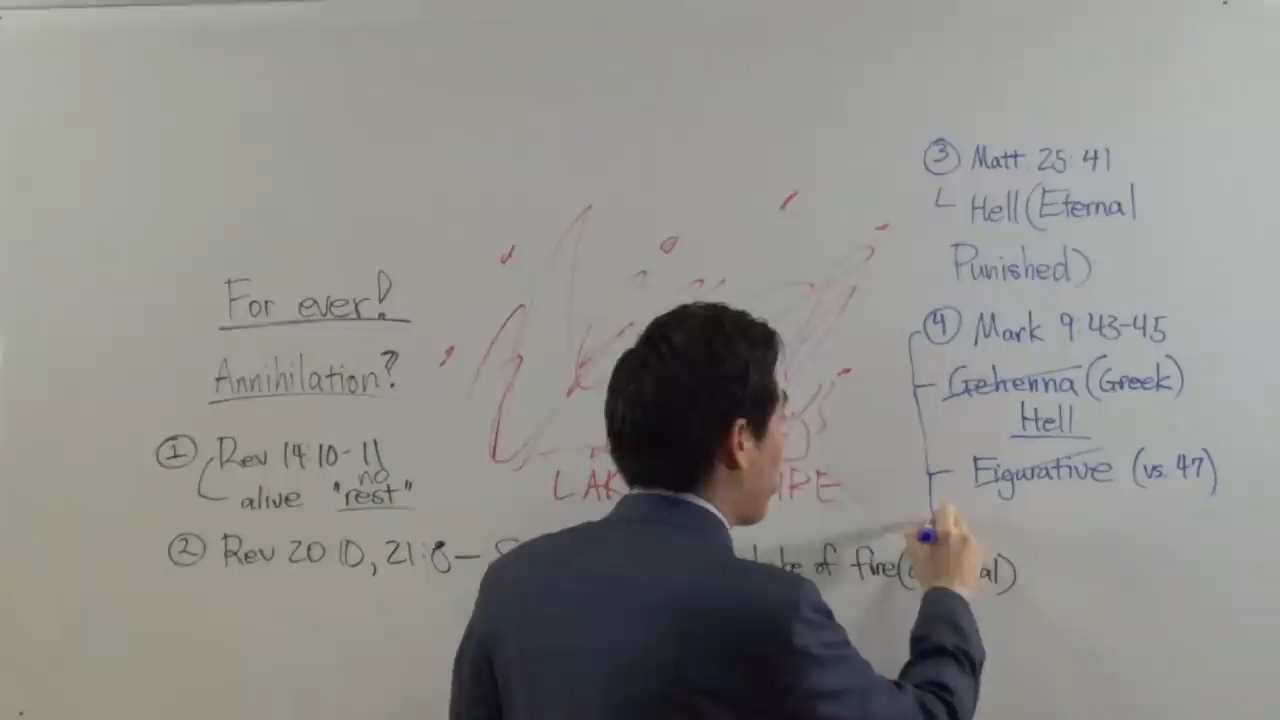 For ever!
Annihilation?
① Rev 14:10-11
no
alive "rest"
② Rev 20:10, 21:8 — of fire
LAK IRE
③ Matt 25:41
Hell (Eternal
Punished)
④ Mark 9:43-45
Gehenna (Greek)
Hell
Figurative (vs. 47)